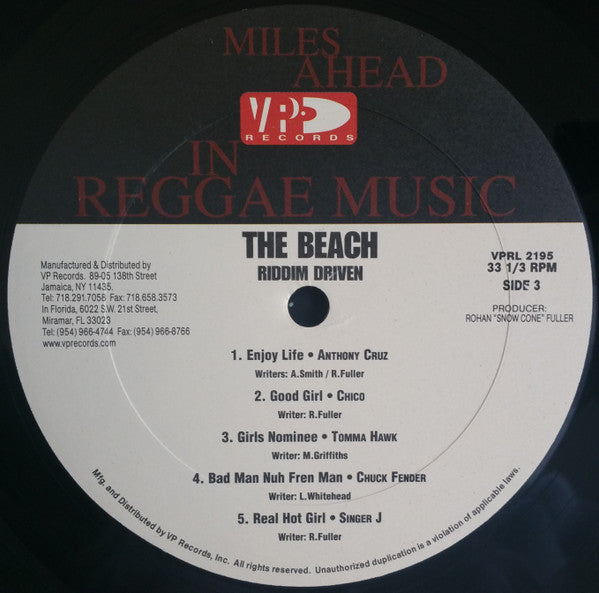 MILES
AHEAD
VP
RECORDS
IN
REGGAE MUSIC
THE BEACH
RIDDIM DRIVEN
Manufactured & Distributed by
VP Records. 89-05 138th Street
Jamaica, NY 11435.
Tel: 718.291.7058 Fax: 718.658.3573
In Florida, 6022 S.W. 21st Street,
Miramar, FL 33023
Tel: (954) 966-4744 Fax: (954) 966-8766
www.vprecords.com
VPRL 2195
33 1/3 RPM
SIDE 3
PRODUCER:
ROHAN "SNOW CONE" FULLER
1. Enjoy Life • ANTHONY CRUZ
Writers: A.Smith / R.Fuller
2. Good Girl • CHICO
Writer: R.Fuller
3. Girls Nominee • TOMMA HAWK
Writer: M.Griffiths
4. Bad Man Nuh Fren Man • CHUCK FENDER
Writer: L.Whitehead
5. Real Hot Girl • SINGER J
Writer: R.Fuller
Mfg. and Distributed by VP Records, Inc. All rights reserved. Unauthorized duplication is a violation of applicable laws.